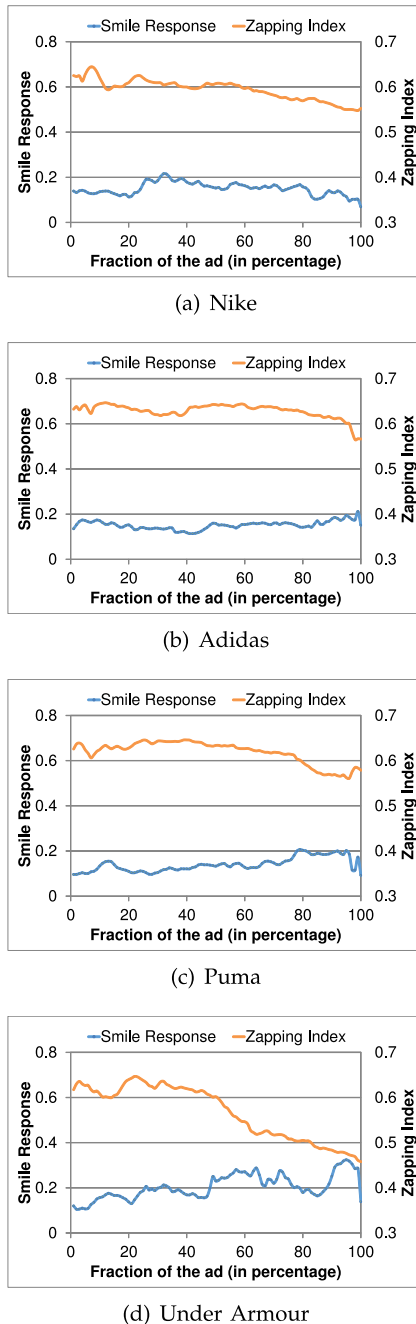 Smile Response Zapping Index
0.8 0.7
0.6 0.6
0.4 0.5
0.2 0.4
0 0.3
0 20 40 60 80 100
Smile Response
Zapping Index
Fraction of the ad (in percentage)
(a) Nike
Smile Response Zapping Index
0.8 0.7
0.6 0.6
0.4 0.5
0.2 0.4
0 0.3
0 20 40 60 80 100
Smile Response
Zapping Index
Fraction of the ad (in percentage)
(b) Adidas
Smile Response Zapping Index
0.8 0.7
0.6 0.6
0.4 0.5
0.2 0.4
0 0.3
0 20 40 60 80 100
Smile Response
Zapping Index
Fraction of the ad (in percentage)
(c) Puma
Smile Response Zapping Index
0.8 0.7
0.6 0.6
0.4 0.5
0.2 0.4
0 0.3
0 20 40 60 80 100
Smile Response
Zapping Index
Fraction of the ad (in percentage)
(d) Under Armour